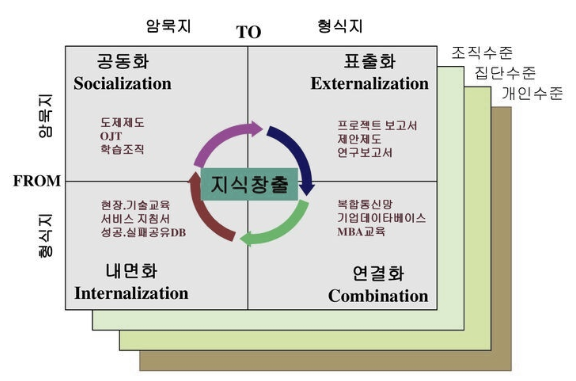 암묵지
TO
형식지
조직수준
집단수준
개인수준
공동화
Socialization
표출화
Externalization
암묵지
도제제도
OJT
학습조직
프로젝트 보고서
제안제도
연구보고서
FROM
지식창출
형식지
현장.기술교육
서비스 지침서
성공.실패공유DB
복합통신망
기업데이타베이스
MBA교육
내면화
Internalization
연결화
Combination